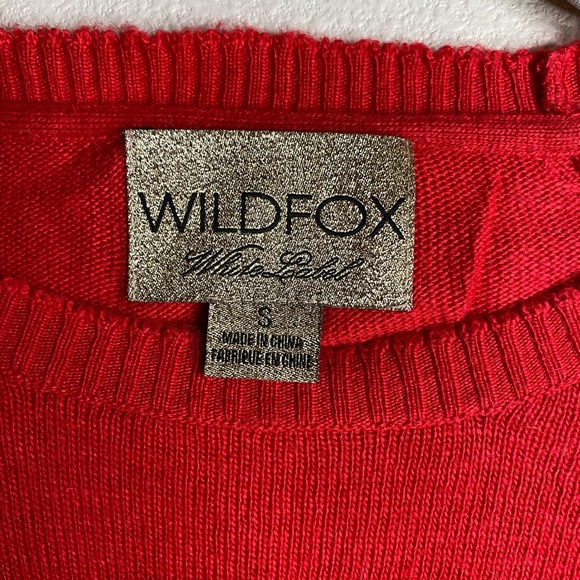 WILDFOX
White Label
S
MADE IN CHINA
FABRIQUE EN CHINE